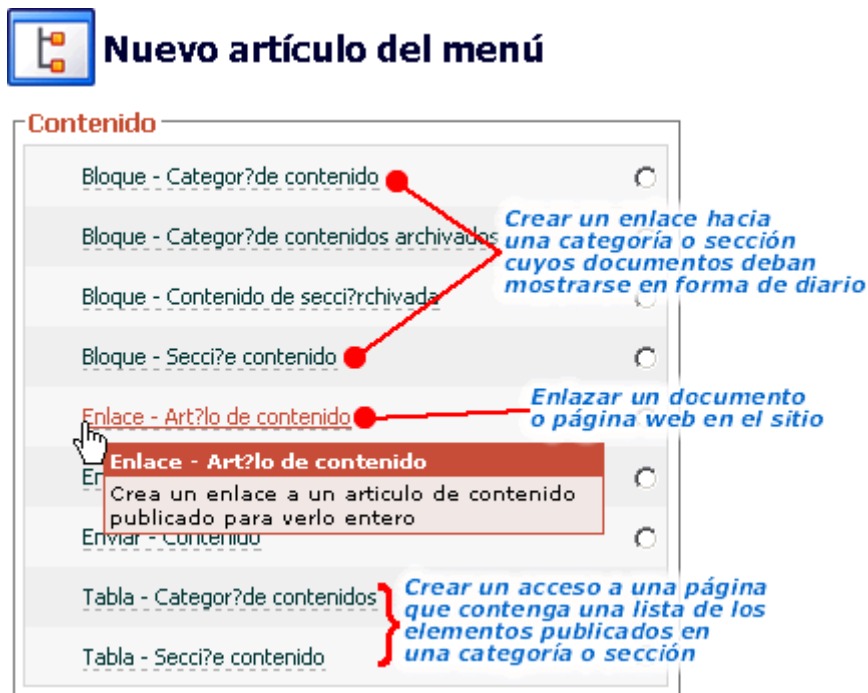 Nuevo artículo del menú
Contenido
Bloque - Categor?de contenido
Bloque - Categor?de contenidos archivados
Crear un enlace hacia
una categoría o sección
cuyos documentos deban
mostrarse en forma de diario
Bloque - Contenido de secci?rchivada
Bloque - Secci?e contenido
Enlace - Art?lo de contenido
Enlazar un documento
o página web en el sitio
Enlace - Art?lo de contenido
Crea un enlace a un articulo de contenido
publicado para verlo entero
Enviar - Contenido
Tabla - Categor?de contenidos
Tabla - Secci?e contenido
Crear un acceso a una página
que contenga una lista de los
elementos publicados en
una categoría o sección